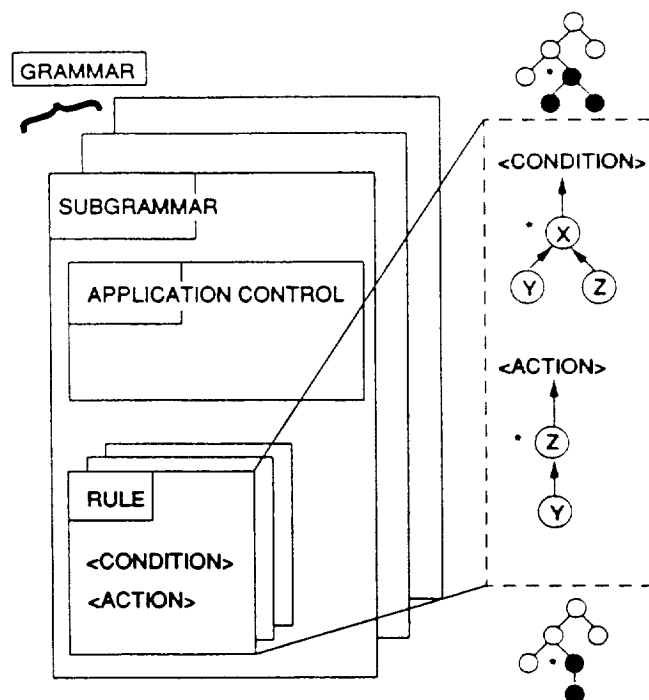 GRAMMAR
SUBGRAMMAR
APPLICATION CONTROL
RULE
<CONDITION>
<ACTION>
*
<CONDITION>
* X
Y Z
<ACTION>
* Z
Y
*